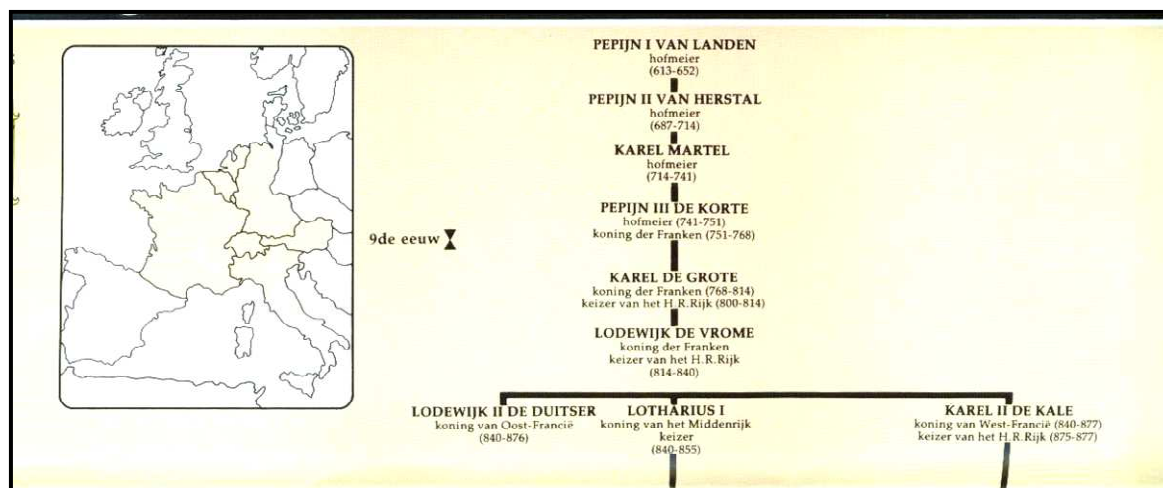 PEPIJN I VAN LANDEN
hofmeier
(613-652)
PEPIJN II VAN HERSTAL
hofmeier
(687-714)
KAREL MARTEL
hofmeier
(714-741)
PEPIJN III DE KORTE
hofmeier (741-751)
koning der Franken (751-768)
9de eeuw
KAREL DE GROTE
koning der Franken (768-814)
keizer van het H.R.Rijk (800-814)
LODEWIJK DE VROME
koning der Franken
keizer van het H.R.Rijk
(814-840)
LODEWIJK II DE DUITSER
koning van Oost-Francië
(840-876)
LOTHARIUS I
koning van het Middenrijk
keizer
(840-855)
KAREL II DE KALE
koning van West-Francië (840-877)
keizer van het H.R.Rijk (875-877)